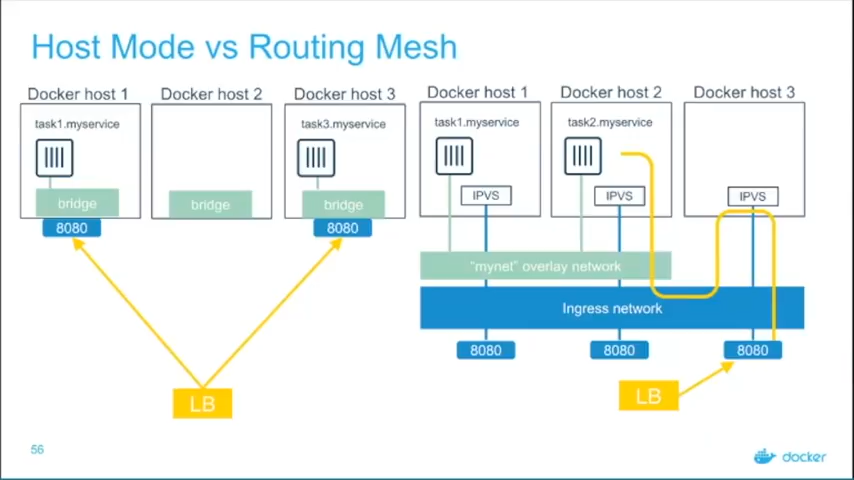 Host Mode vs Routing Mesh
Docker host 1
Docker host 2
Docker host 3
task1.myservice
task3.myservice
bridge
bridge
bridge
8080
8080
LB
Docker host 1
Docker host 2
Docker host 3
task1.myservice
task2.myservice
IPVS
IPVS
IPVS
"mynet" overlay network
Ingress network
8080
8080
8080
LB
56
docker